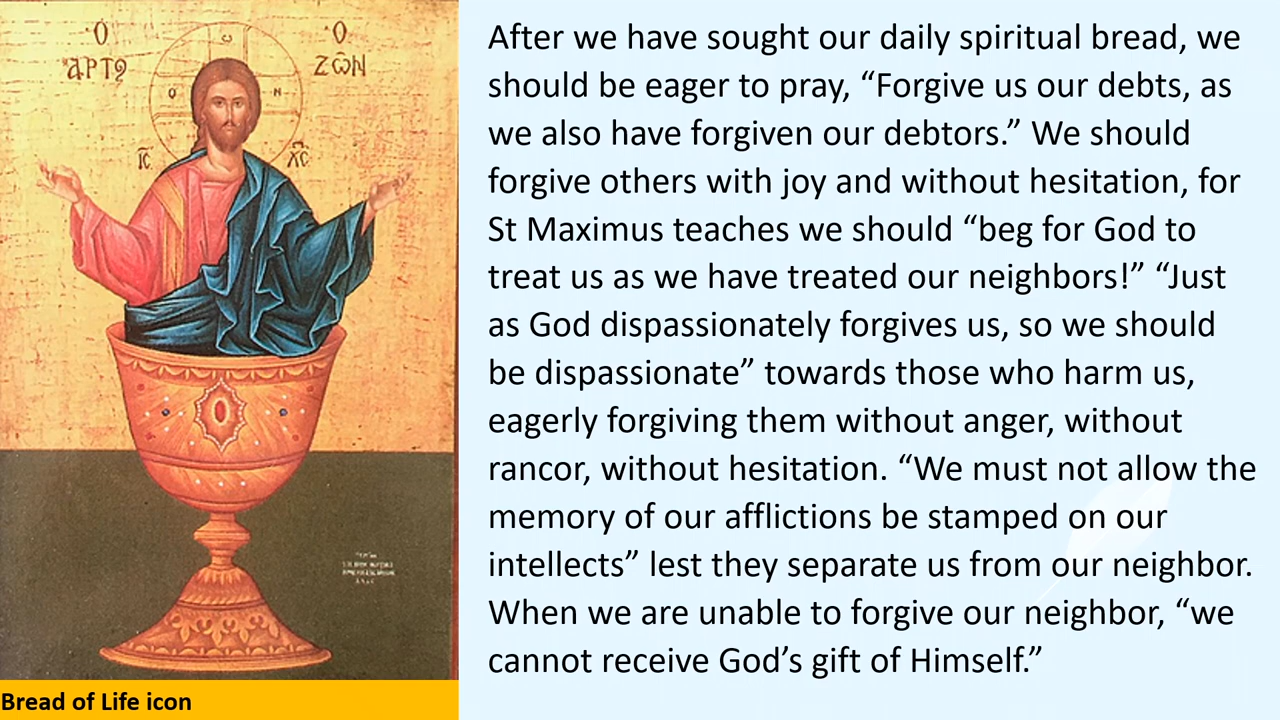 Ὁ Ὁ
ἌΡΤϘ ΖῶΝ
Ο Ν
ΙC ΧC
Bread of Life icon
After we have sought our daily spiritual bread, we
should be eager to pray, “Forgive us our debts, as
we also have forgiven our debtors.” We should
forgive others with joy and without hesitation, for
St Maximus teaches we should “beg for God to
treat us as we have treated our neighbors!” “Just
as God dispassionately forgives us, so we should
be dispassionate” towards those who harm us,
eagerly forgiving them without anger, without
rancor, without hesitation. “We must not allow the
memory of our afflictions be stamped on our
intellects” lest they separate us from our neighbor.
When we are unable to forgive our neighbor, “we
cannot receive God’s gift of Himself.”